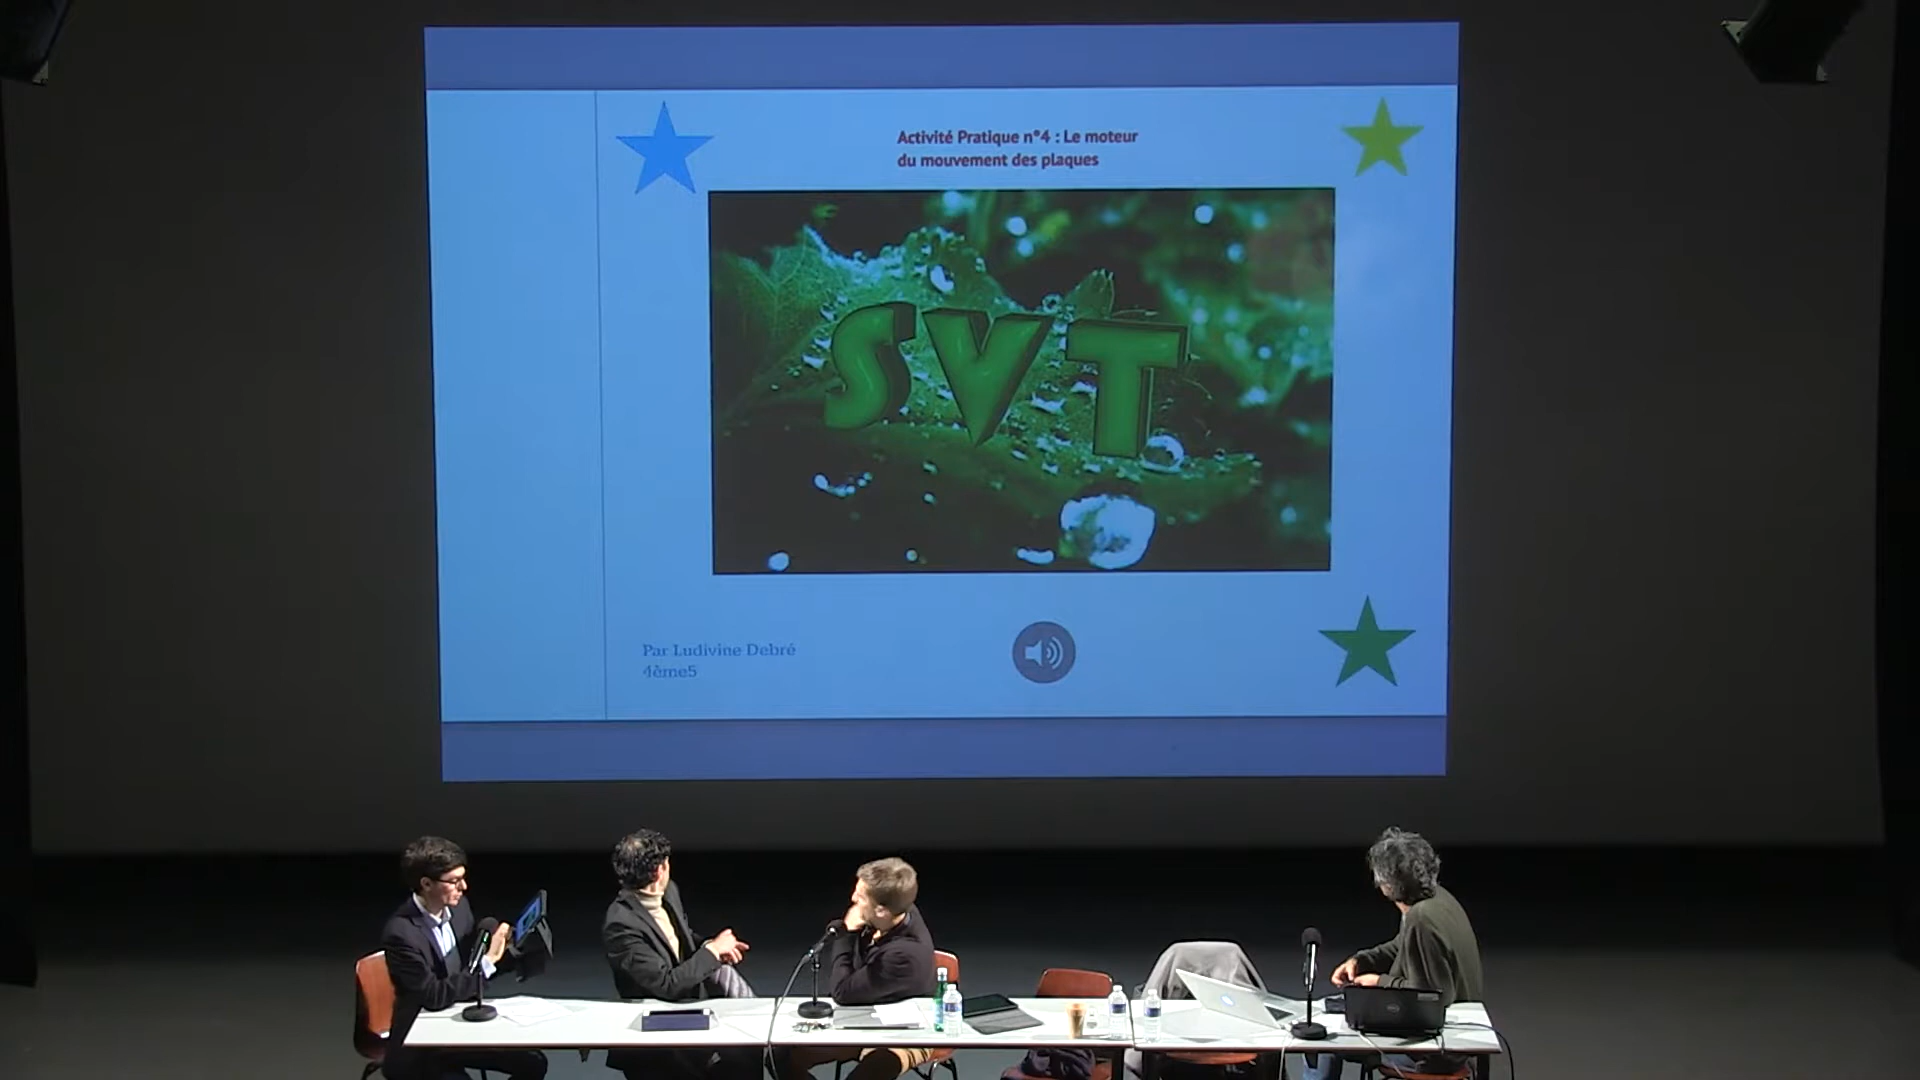 Activité Pratique n°4 : Le moteur
du mouvement des plaques
SVT
Par Ludivine Debré
4ème5